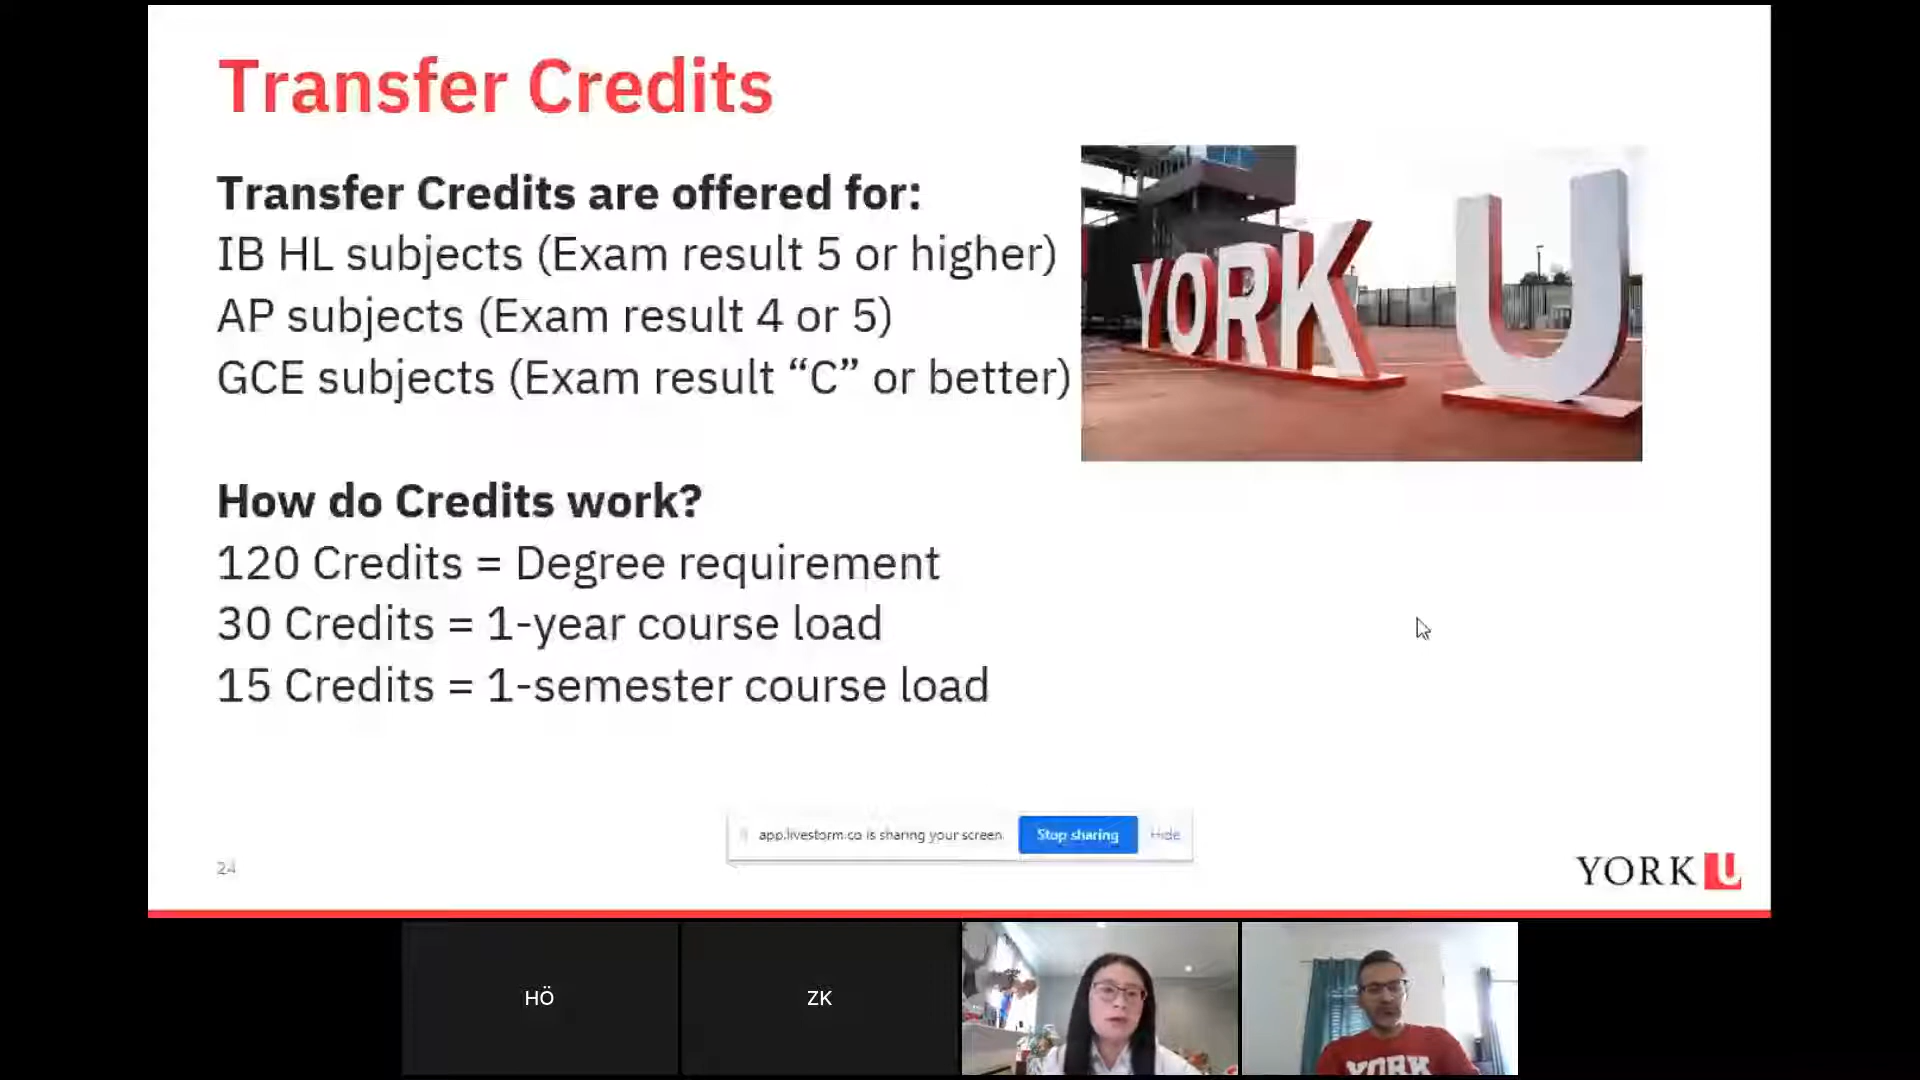 Transfer Credits
Transfer Credits are offered for:
IB HL subjects (Exam result 5 or higher)
AP subjects (Exam result 4 or 5)
GCE subjects (Exam result “C” or better)
YORK U
How do Credits work?
120 Credits = Degree requirement
30 Credits = 1-year course load
15 Credits = 1-semester course load
app.livestorm.co is sharing your screen.
Stop sharing
Hide
24
YORK U
HÖ
ZK
YORK